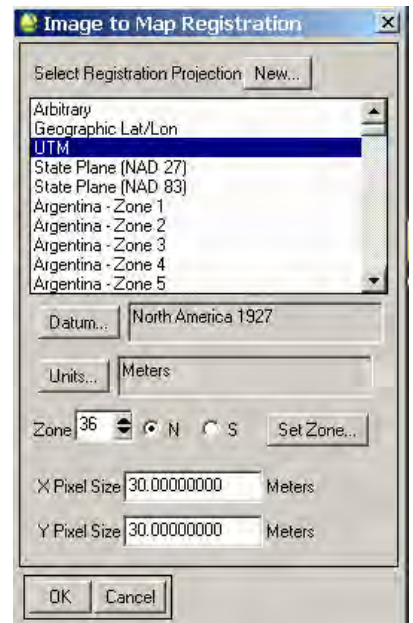 Image to Map Registration
Select Registration Projection New...
Arbitrary
Geographic Lat/Lon
UTM
State Plane (NAD 27)
State Plane (NAD 83)
Argentina - Zone 1
Argentina - Zone 2
Argentina - Zone 3
Argentina - Zone 4
Argentina - Zone 5
Datum... North America 1927
Units... Meters
Zone 36 N S Set Zone...
X Pixel Size 30.00000000 Meters
Y Pixel Size 30.00000000 Meters
OK Cancel